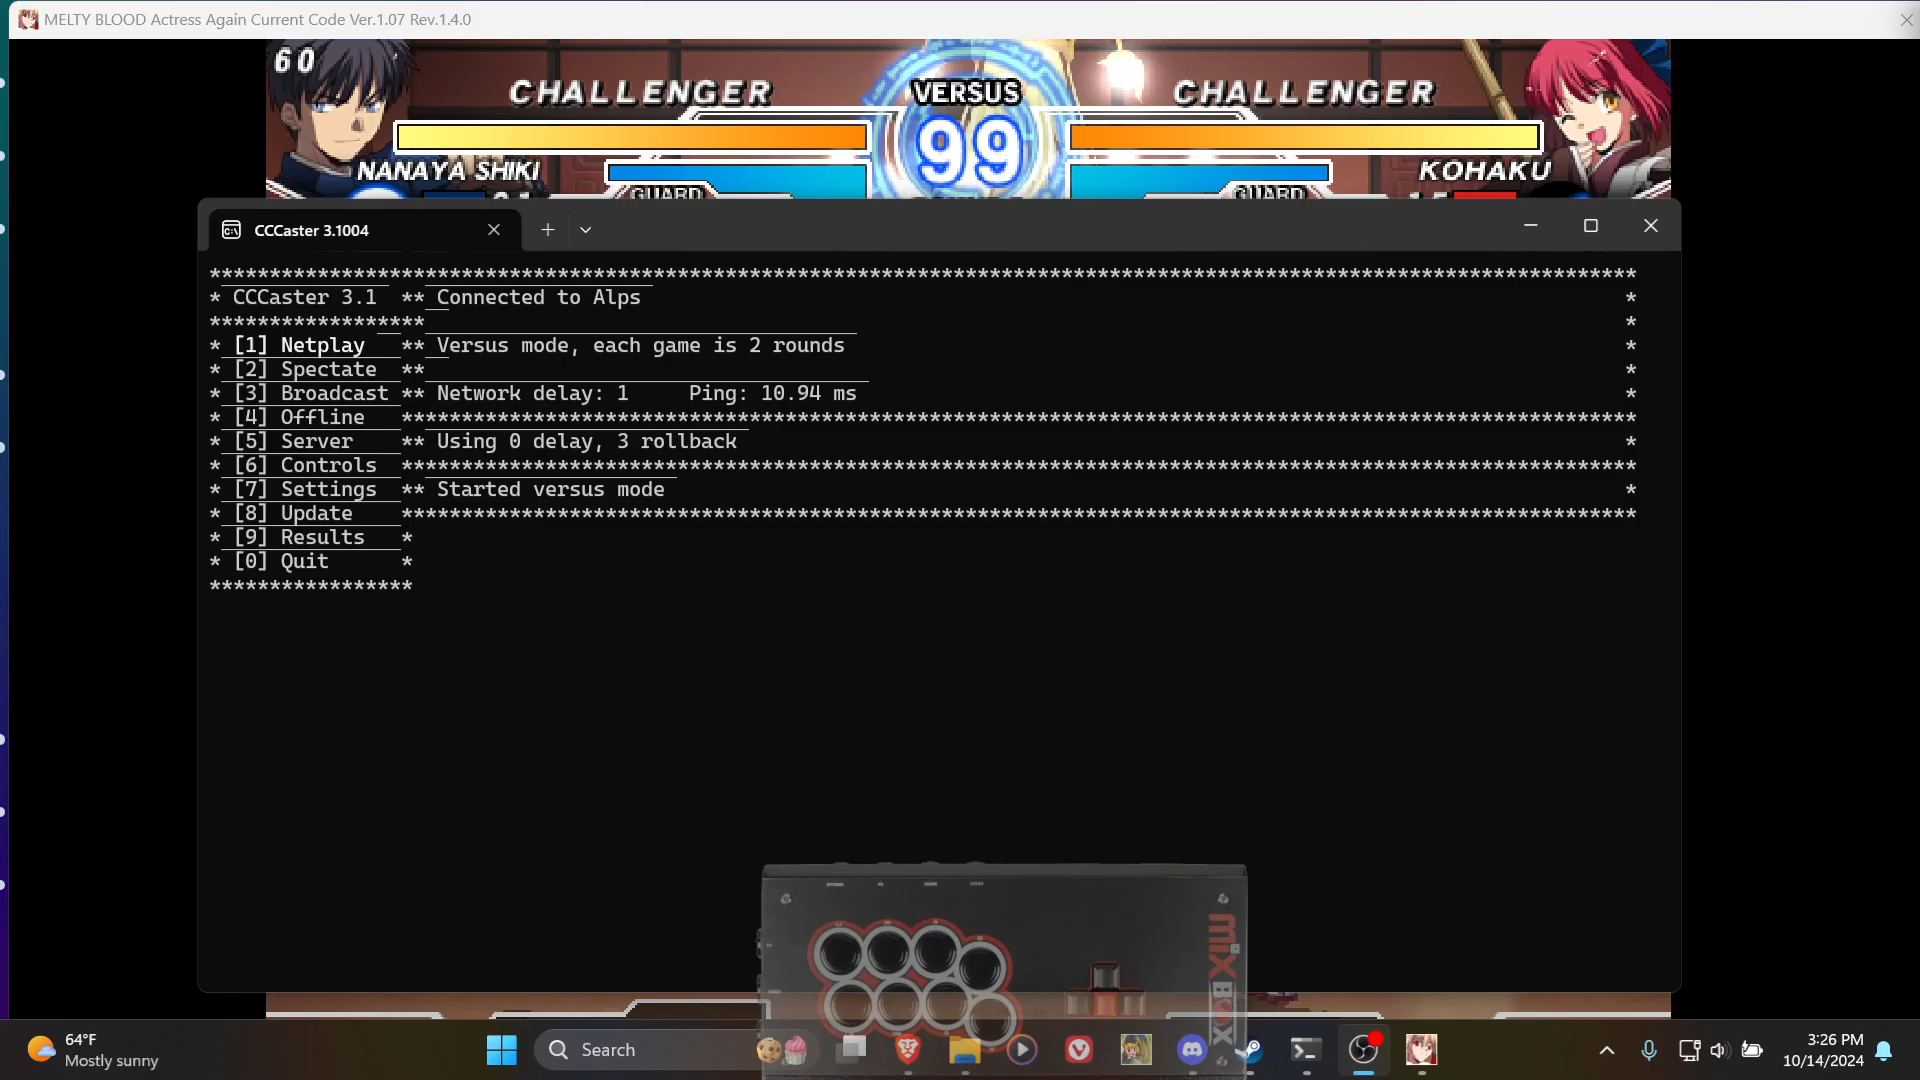 MELTY BLOOD Actress Again Current Code Ver.1.07 Rev.1.4.0
60
CHALLENGER
VERSUS
CHALLENGER
99
NANAYA SHIKI
KOHAKU
GUARD
GUARD
CCCaster 3.1004
***********************************************************************************************************************
* CCCaster 3.1  ** Connected to Alps                                                                                  *
******************                                                                                                    *
* [1] Netplay   ** Versus mode, each game is 2 rounds                                                                 *
* [2] Spectate  **                                                                                                    *
* [3] Broadcast ** Network delay: 1     Ping: 10.94 ms                                                                *
* [4] Offline   *******************************************************************************************************
* [5] Server    ** Using 0 delay, 3 rollback                                                                          *
* [6] Controls  *******************************************************************************************************
* [7] Settings  ** Started versus mode                                                                                *
* [8] Update    *******************************************************************************************************
* [9] Results   *
* [0] Quit      *
*****************
MiXBOX
64°F
Mostly sunny
Search
3:26 PM
10/14/2024